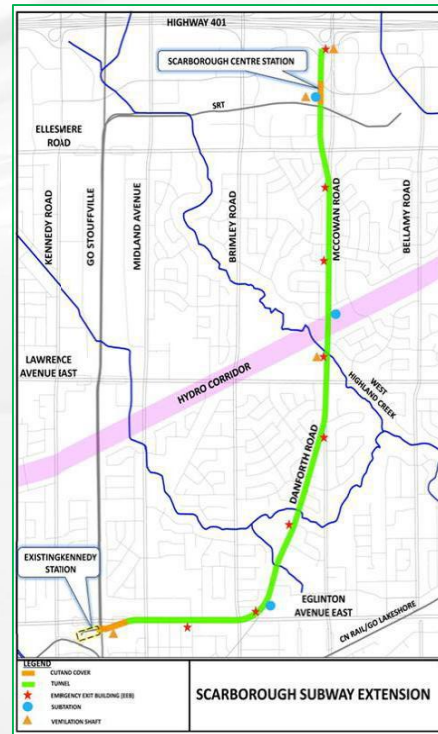 HIGHWAY 401
SCARBOROUGH CENTRE STATION
SRT
ELLESMERE
ROAD
KENNEDY ROAD
GO STOUFFVILLE
MIDLAND AVENUE
BRIMLEY ROAD
MCCOWAN ROAD
BELLAMY ROAD
LAWRENCE
AVENUE EAST
HYDRO CORRIDOR
WEST
HIGHLAND CREEK
DANFORTH ROAD
EXISTINGKENNEDY
STATION
EGLINTON
AVENUE EAST
CN RAIL/GO LAKESHORE
LEGEND
CUTAND COVER
TUNNEL
EMERGENCY EXIT BUILDING (EEB)
SUBSTATION
VENTILATION SHAFT
SCARBOROUGH SUBWAY EXTENSION